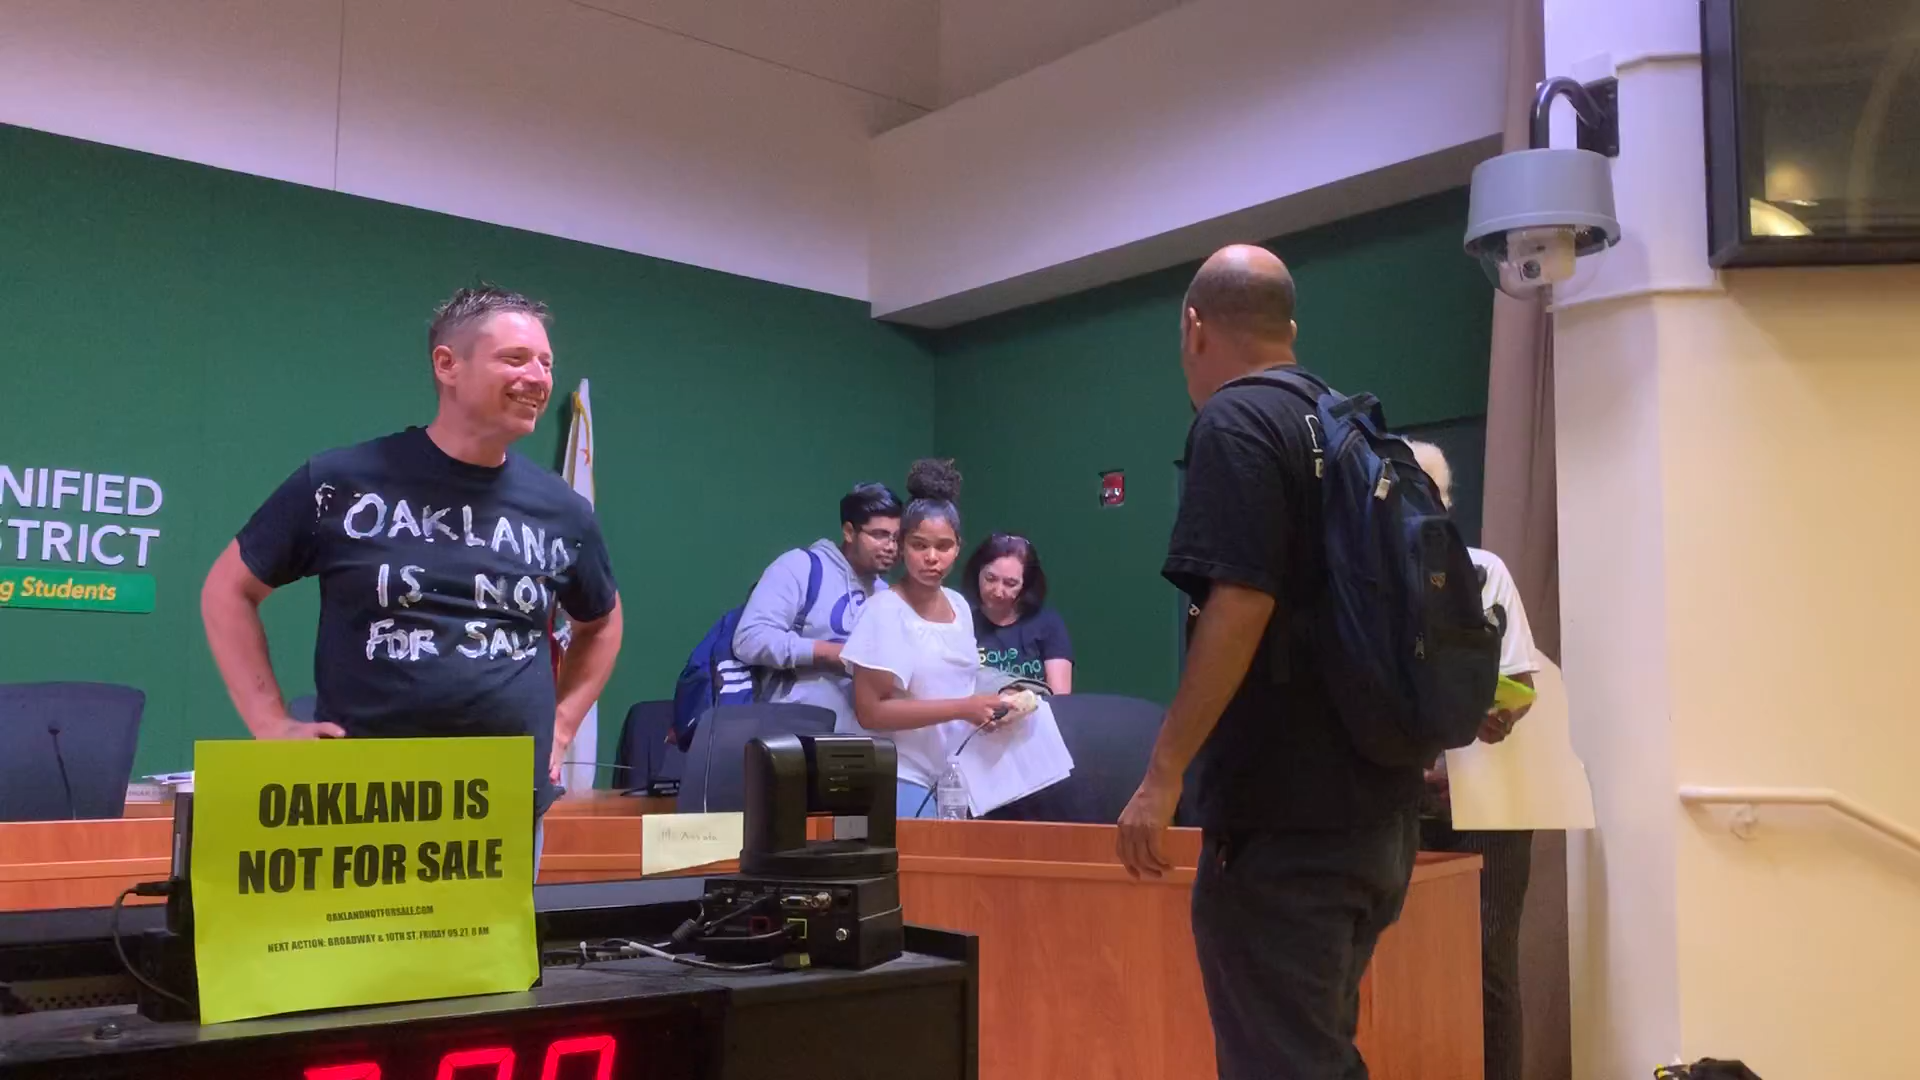 NIFIED
STRICT
g Students
OAKLAND
IS NOT
FOR SALE
Save
OAKLAND IS
NOT FOR SALE
OAKLANDNOTFORSALE.COM
NEXT ACTION: BROADWAY & 10TH ST. FRIDAY 09.27 8 AM